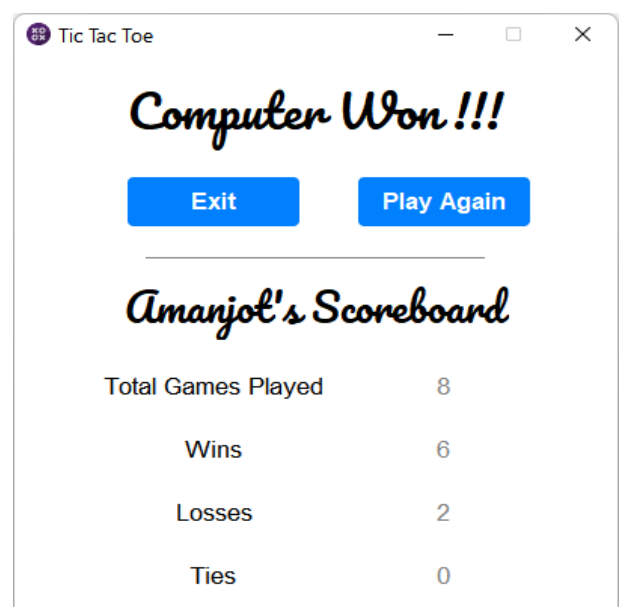 Tic Tac Toe
Computer Won !!!
Exit Play Again
Amanjot's Scoreboard
Total Games Played 8
Wins 6
Losses 2
Ties 0